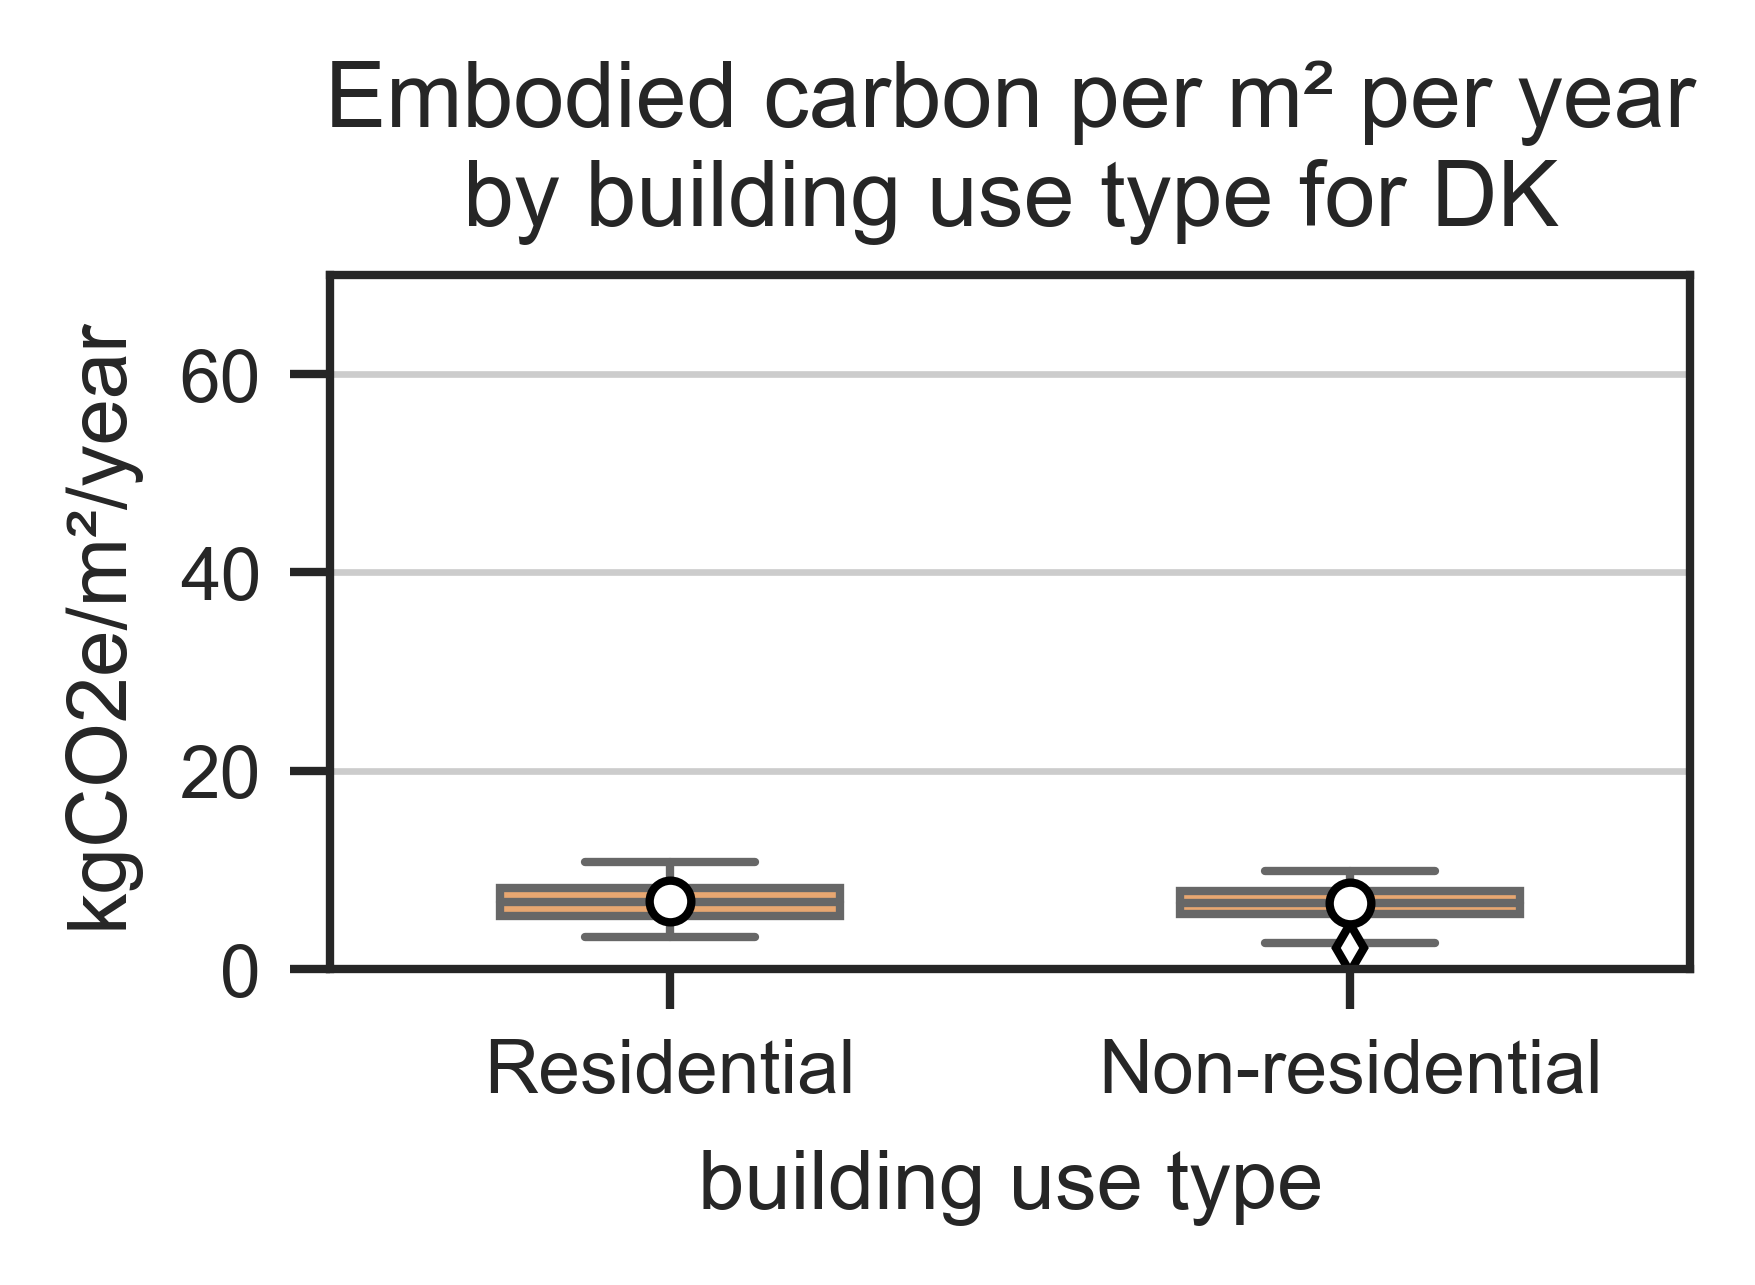 Embodied carbon per m² per year
by building use type for DK
kgCO2e/m²/year
60
40
20
0
Residential
Non-residential
building use type